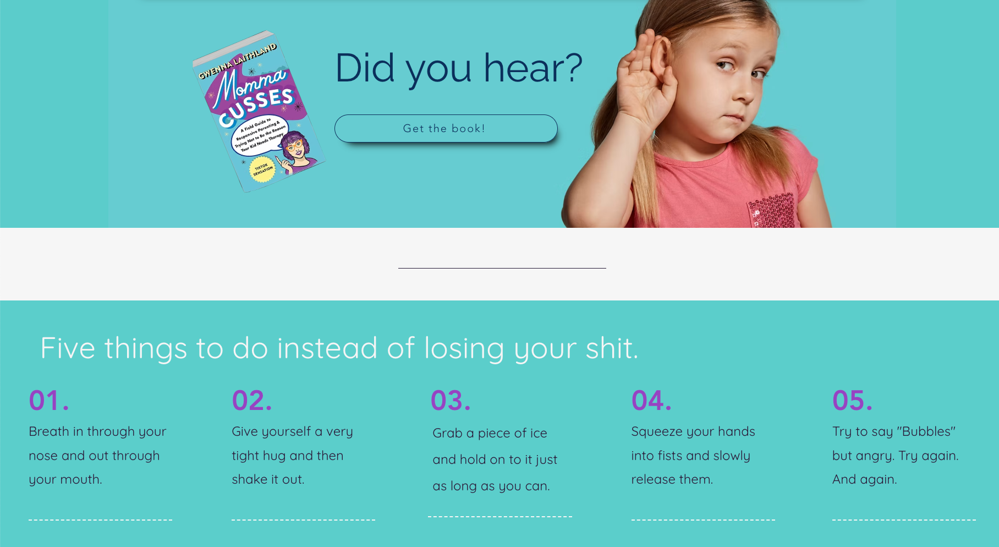 GWENNA LAITHLAND
Momma
CUSSES
A Field Guide to
Responsive Parenting &
Trying Not to Be the Reason
Your Kid Needs Therapy
TIKTOK
SENSATION
Did you hear?
Get the book!
Five things to do instead of losing your shit.
01.
Breath in through your
nose and out through
your mouth.
02.
Give yourself a very
tight hug and then
shake it out.
03.
Grab a piece of ice
and hold on to it just
as long as you can.
04.
Squeeze your hands
into fists and slowly
release them.
05.
Try to say "Bubbles"
but angry. Try again.
And again.